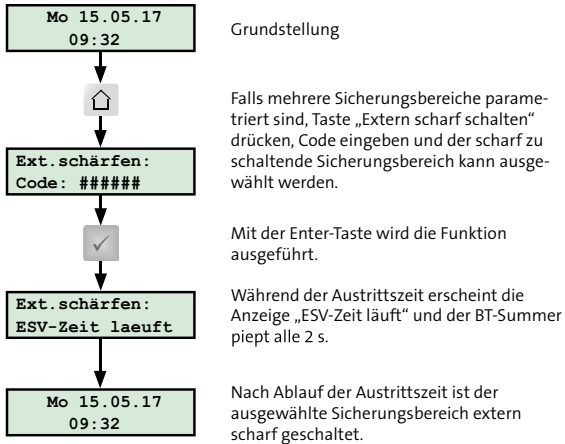 Mo 15.05.17
09:32
Grundstellung
Falls mehrere Sicherungsbereiche parame-
triert sind, Taste „Extern scharf schalten“
drücken, Code eingeben und der scharf zu
schaltende Sicherungsbereich kann ausge-
wählt werden.
Ext.schärfen:
Code: ######
Mit der Enter-Taste wird die Funktion
ausgeführt.
Ext.schärfen:
ESV-Zeit laeuft
Während der Austrittszeit erscheint die
Anzeige „ESV-Zeit läuft“ und der BT-Summer
piept alle 2 s.
Mo 15.05.17
09:32
Nach Ablauf der Austrittszeit ist der
ausgewählte Sicherungsbereich extern
scharf geschaltet.